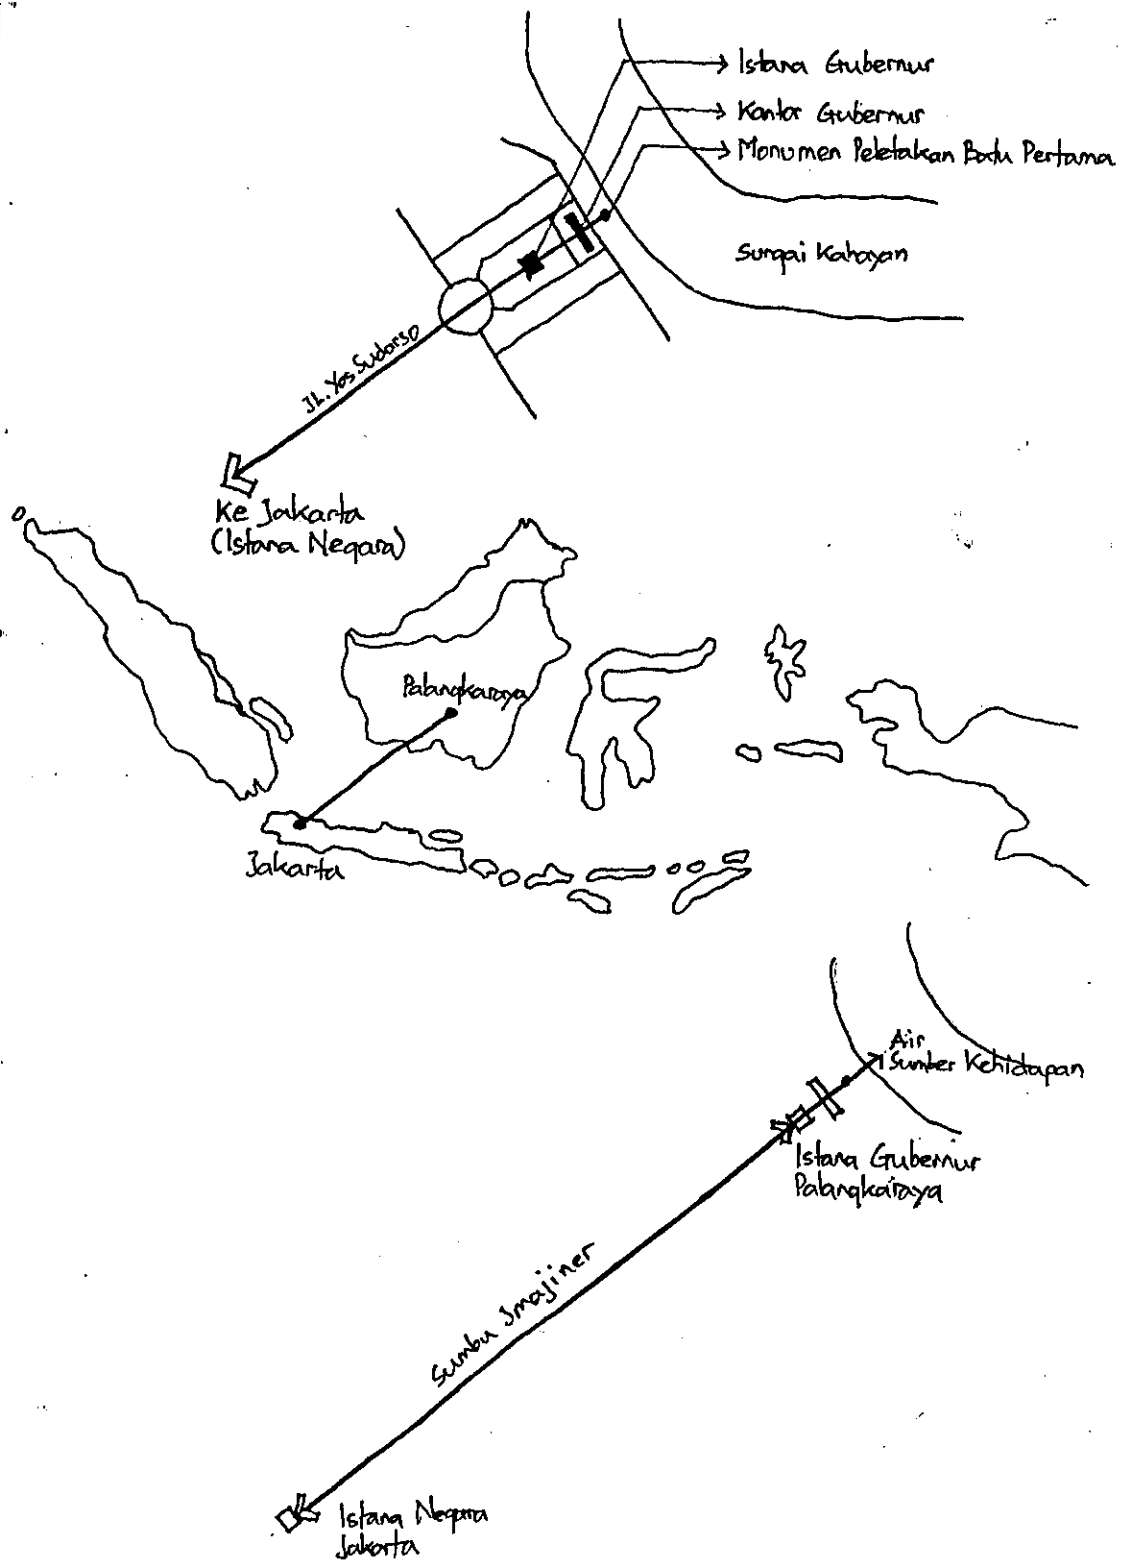 Istana Gubernur
Kantor Gubernur
Monumen Peletakan Batu Pertama
Sungai Kahayan
JL. Yos Sudarso
Ke Jakarta
(Istana Negara)
Palangkaraya
Jakarta
Air
Sumber Kehidapan
Istana Gubernur
Palangkaraya
Sumbu Imajiner
Istana Negara
Jakarta